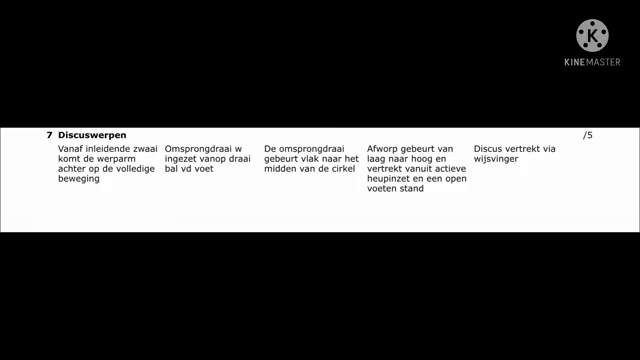 K
KINEMASTER
7 Discuswerpen /5
Vanaf inleidende zwaai
komt de werparm
achter op de volledige
beweging
Omsprongdraai w
ingezet vanop draai
bal vd voet
De omsprongdraai
gebeurt vlak naar het
midden van de cirkel
Afworp gebeurt van
laag naar hoog en
vertrekt vanuit actieve
heupinzet en een open
voeten stand
Discus vertrekt via
wijsvinger